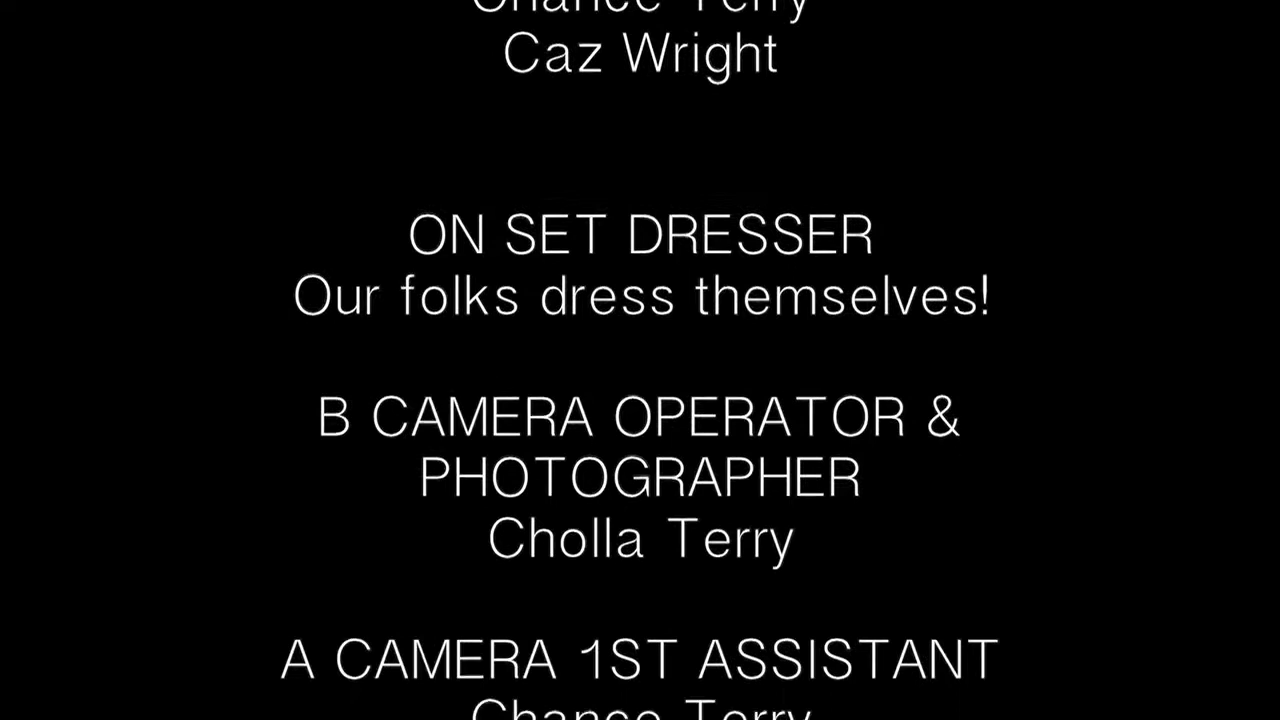 Chance Terry
Caz Wright
ON SET DRESSER
Our folks dress themselves!
B CAMERA OPERATOR &
PHOTOGRAPHER
Cholla Terry
A CAMERA 1ST ASSISTANT
Chance Terry